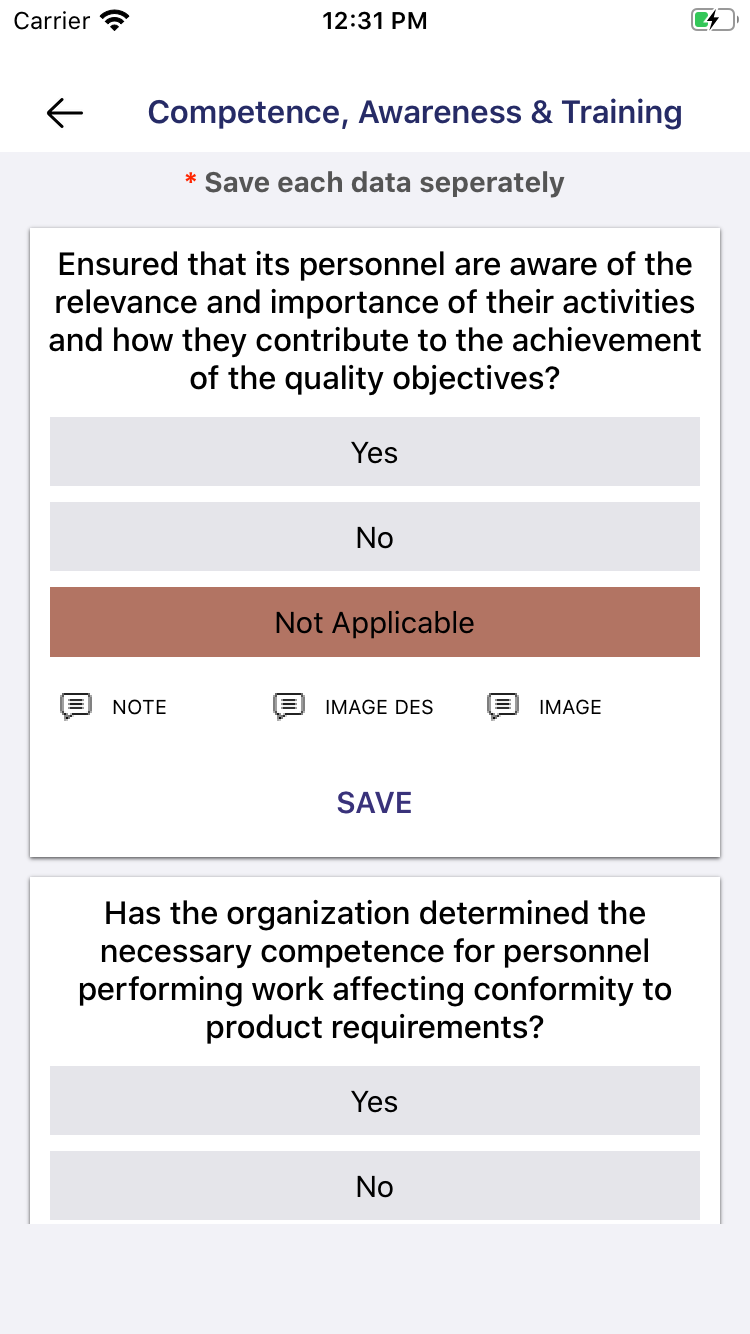 Carrier 12:31 PM
Competence, Awareness & Training
* Save each data seperately
Ensured that its personnel are aware of the
relevance and importance of their activities
and how they contribute to the achievement
of the quality objectives?
Yes
No
Not Applicable
NOTE IMAGE DES IMAGE
SAVE
Has the organization determined the
necessary competence for personnel
performing work affecting conformity to
product requirements?
Yes
No